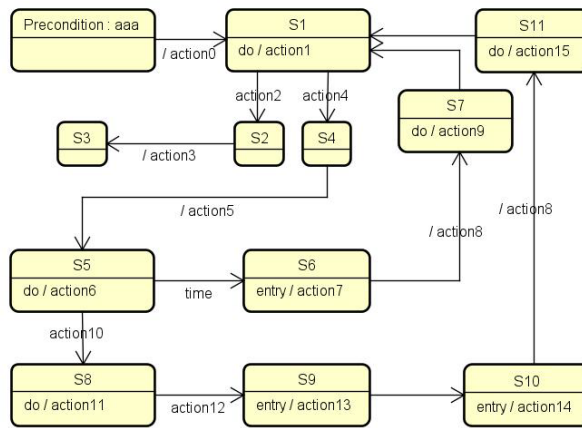 Precondition : aaa
S1
S11
/ action0
do / action1
do / action15
action2
action4
S7
do / action9
S3
S2
S4
/ action3
/ action5
/ action8
/ action8
S5
do / action6
time
S6
entry / action7
action10
S8
do / action11
action12
S9
entry / action13
S10
entry / action14